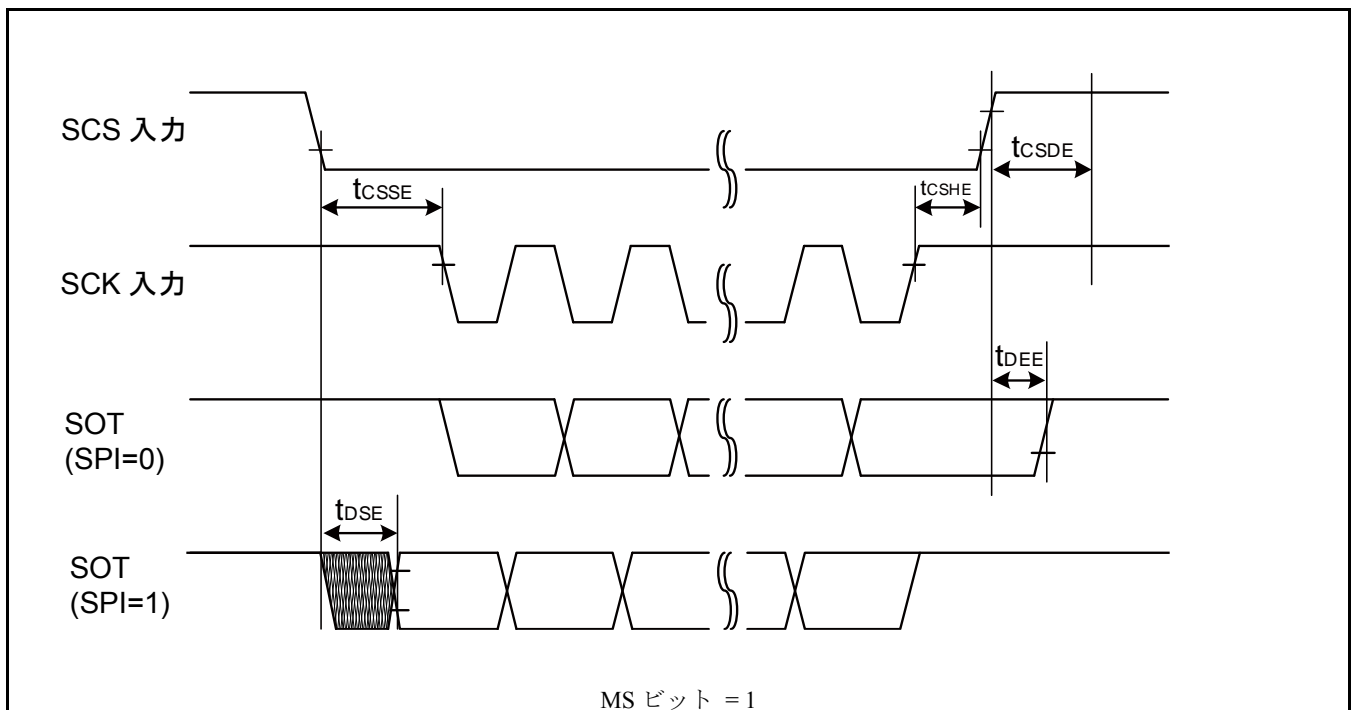 SCS 入力
tCSDE
tCSSE
tCSHE
SCK 入力
tDEE
SOT
(SPI=0)
tDSE
SOT
(SPI=1)
MS ビット = 1